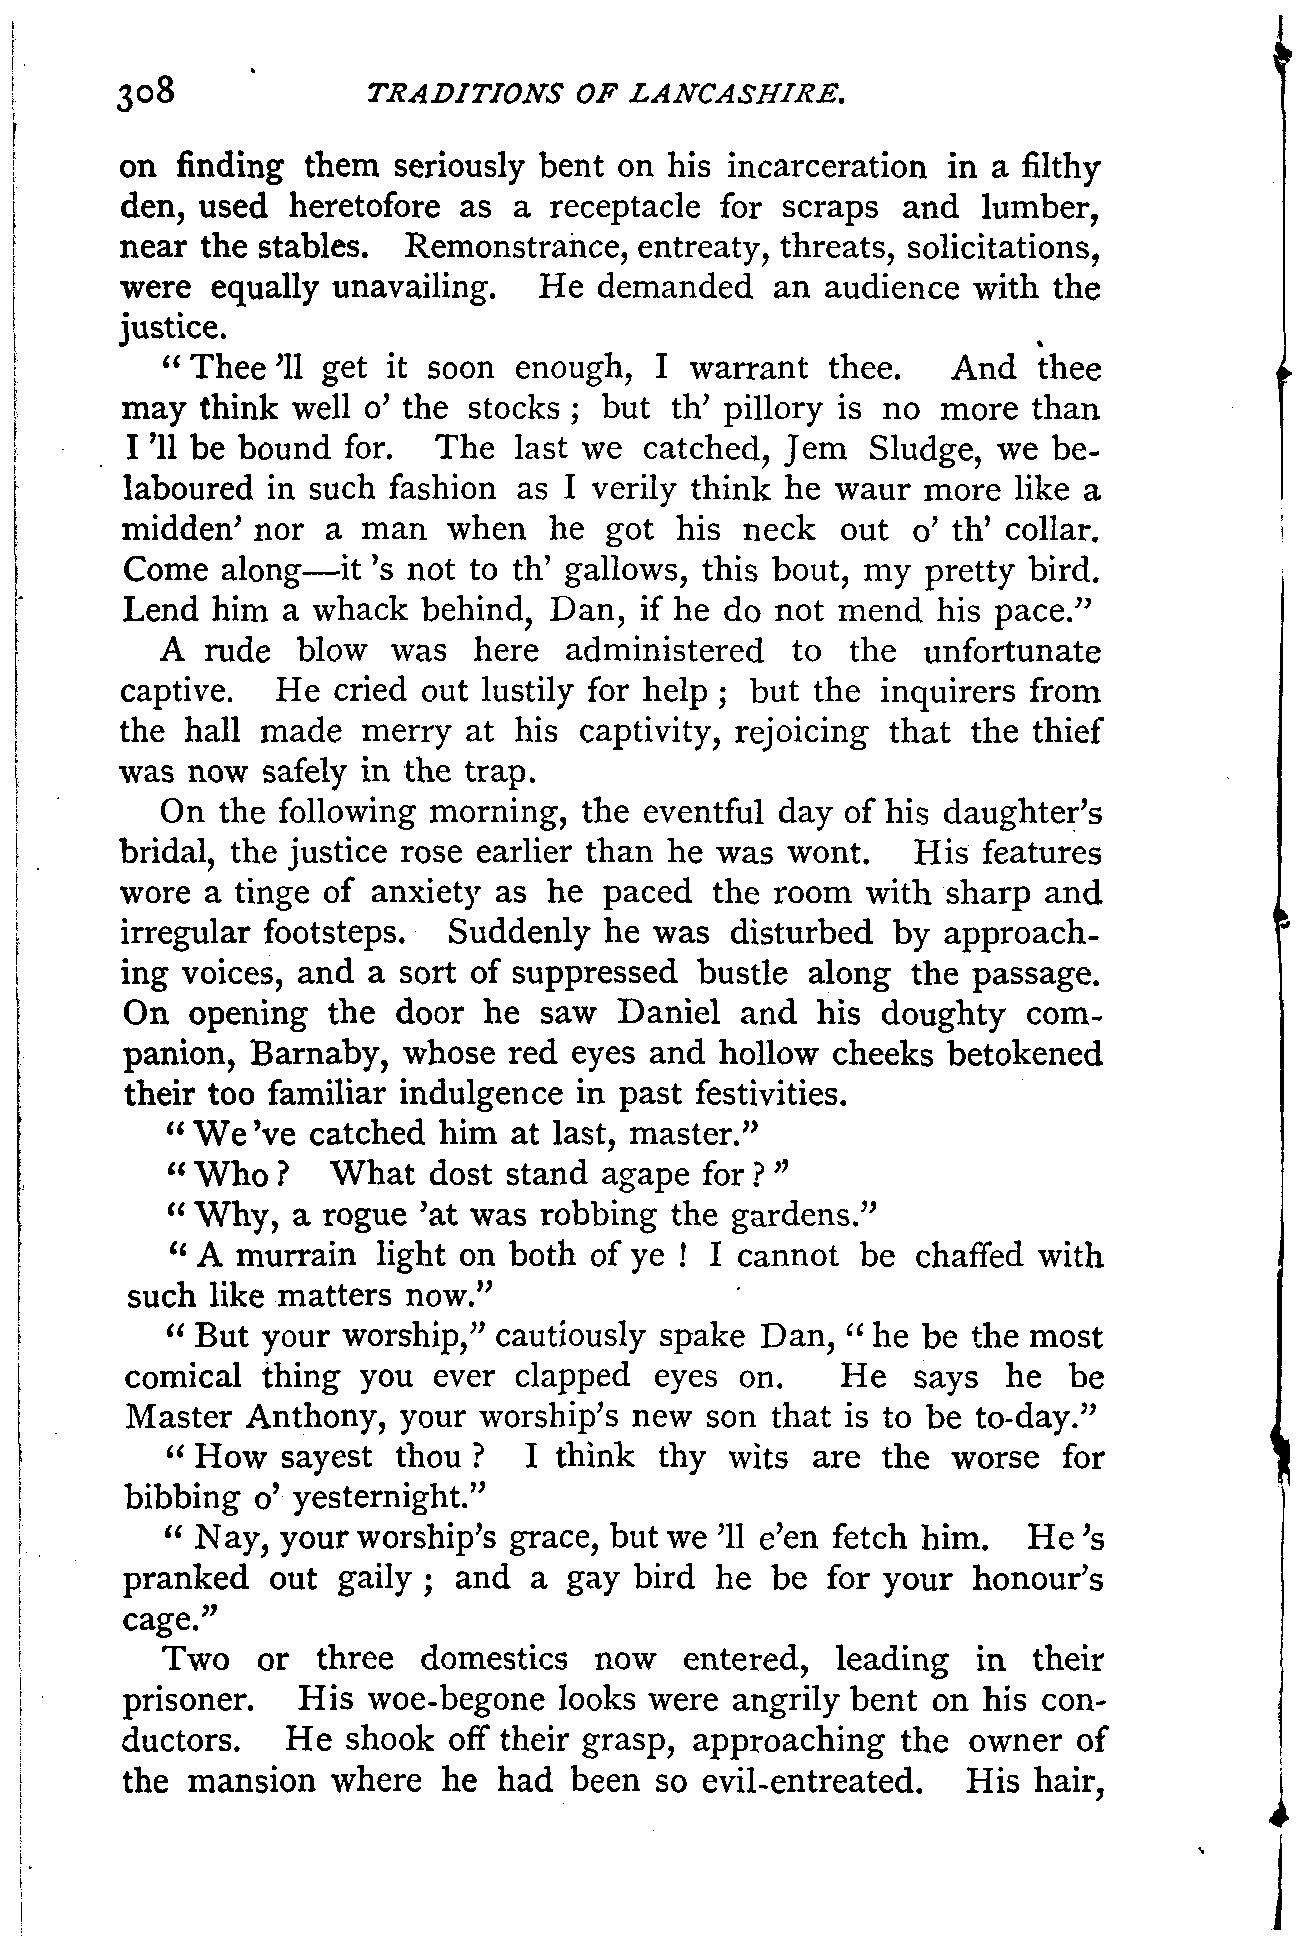 308 TRADITIONS OF LANCASHIRE.
on finding them seriously bent on his incarceration in a filthy
den, used heretofore as a receptacle for scraps and lumber,
near the stables. Remonstrance, entreaty, threats, solicitations,
were equally unavailing. He demanded an audience with the
justice.
“Thee'll get it soon enough, I warrant thee. And thee
may think well o' the stocks; but th' pillory is no more than
I'll be bound for. The last we catched, Jem Sludge, we be-
laboured in such fashion as I verily think he waur more like a
midden' nor a man when he got his neck out o' th' collar.
Come along—it's not to th' gallows, this bout, my pretty bird.
Lend him a whack behind, Dan, if he do not mend his pace.”
A rude blow was here administered to the unfortunate
captive. He cried out lustily for help; but the inquirers from
the hall made merry at his captivity, rejoicing that the thief
was now safely in the trap.
On the following morning, the eventful day of his daughter's
bridal, the justice rose earlier than he was wont. His features
wore a tinge of anxiety as he paced the room with sharp and
irregular footsteps. Suddenly he was disturbed by approach-
ing voices, and a sort of suppressed bustle along the passage.
On opening the door he saw Daniel and his doughty com-
panion, Barnaby, whose red eyes and hollow cheeks betokened
their too familiar indulgence in past festivities.
“We've catched him at last, master.”
“Who? What dost stand agape for?”
“Why, a rogue 'at was robbing the gardens.”
“A murrain light on both of ye! I cannot be chaffed with
such like matters now.”
“But your worship,” cautiously spake Dan, “he be the most
comical thing you ever clapped eyes on. He says he be
Master Anthony, your worship's new son that is to be to-day.”
“How sayest thou? I think thy wits are the worse for
bibbing o' yesternight.”
“Nay, your worship's grace, but we'll e'en fetch him. He's
pranked out gaily; and a gay bird he be for your honour's
cage.”
Two or three domestics now entered, leading in their
prisoner. His woe-begone looks were angrily bent on his con-
ductors. He shook off their grasp, approaching the owner of
the mansion where he had been so evil-entreated. His hair,